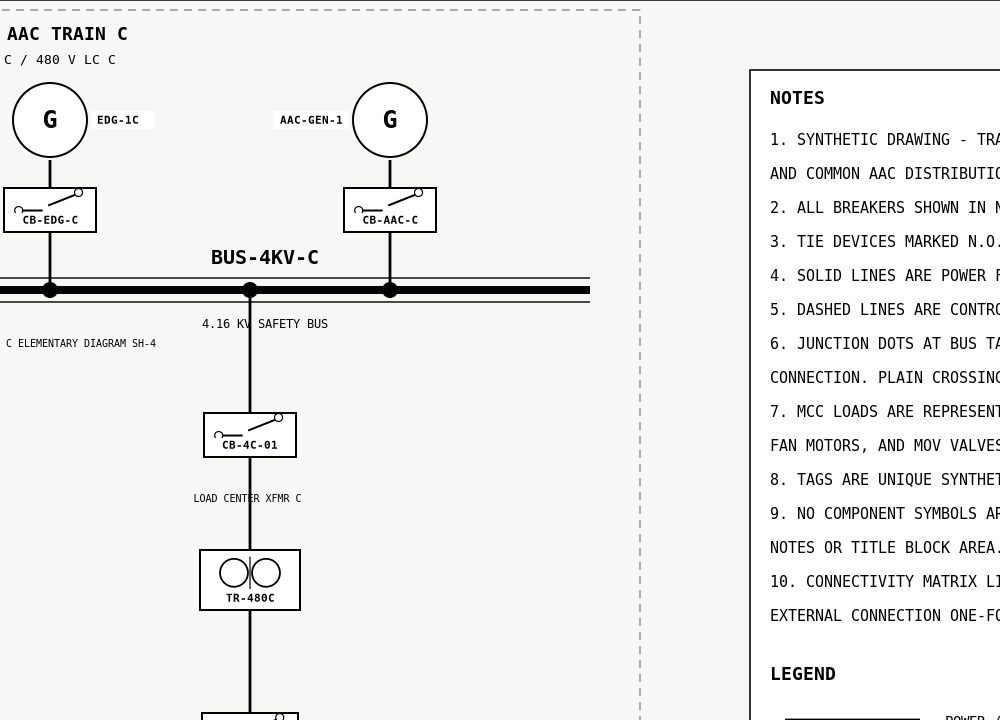 AAC TRAIN C
C / 480 V LC C
G
EDG-1C
AAC-GEN-1
G
CB-EDG-C
CB-AAC-C
BUS-4KV-C
4.16 KV SAFETY BUS
C ELEMENTARY DIAGRAM SH-4
CB-4C-01
LOAD CENTER XFMR C
TR-480C
NOTES
1. SYNTHETIC DRAWING - TRA
AND COMMON AAC DISTRIBUTIO
2. ALL BREAKERS SHOWN IN N
3. TIE DEVICES MARKED N.O.
4. SOLID LINES ARE POWER F
5. DASHED LINES ARE CONTRO
6. JUNCTION DOTS AT BUS TA
CONNECTION. PLAIN CROSSING
7. MCC LOADS ARE REPRESENT
FAN MOTORS, AND MOV VALVES
8. TAGS ARE UNIQUE SYNTHET
9. NO COMPONENT SYMBOLS AR
NOTES OR TITLE BLOCK AREA.
10. CONNECTIVITY MATRIX LI
EXTERNAL CONNECTION ONE-FO
LEGEND